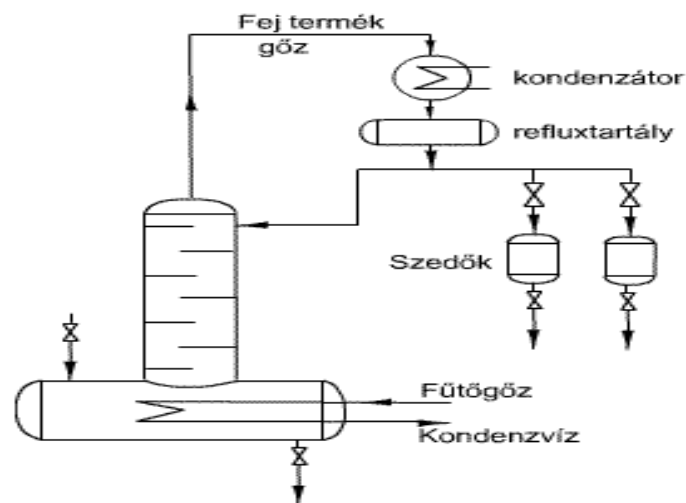 Fej termék
gőz
kondenzátor
refluxtartály
Szedők
Fűtőgőz
Kondenzvíz